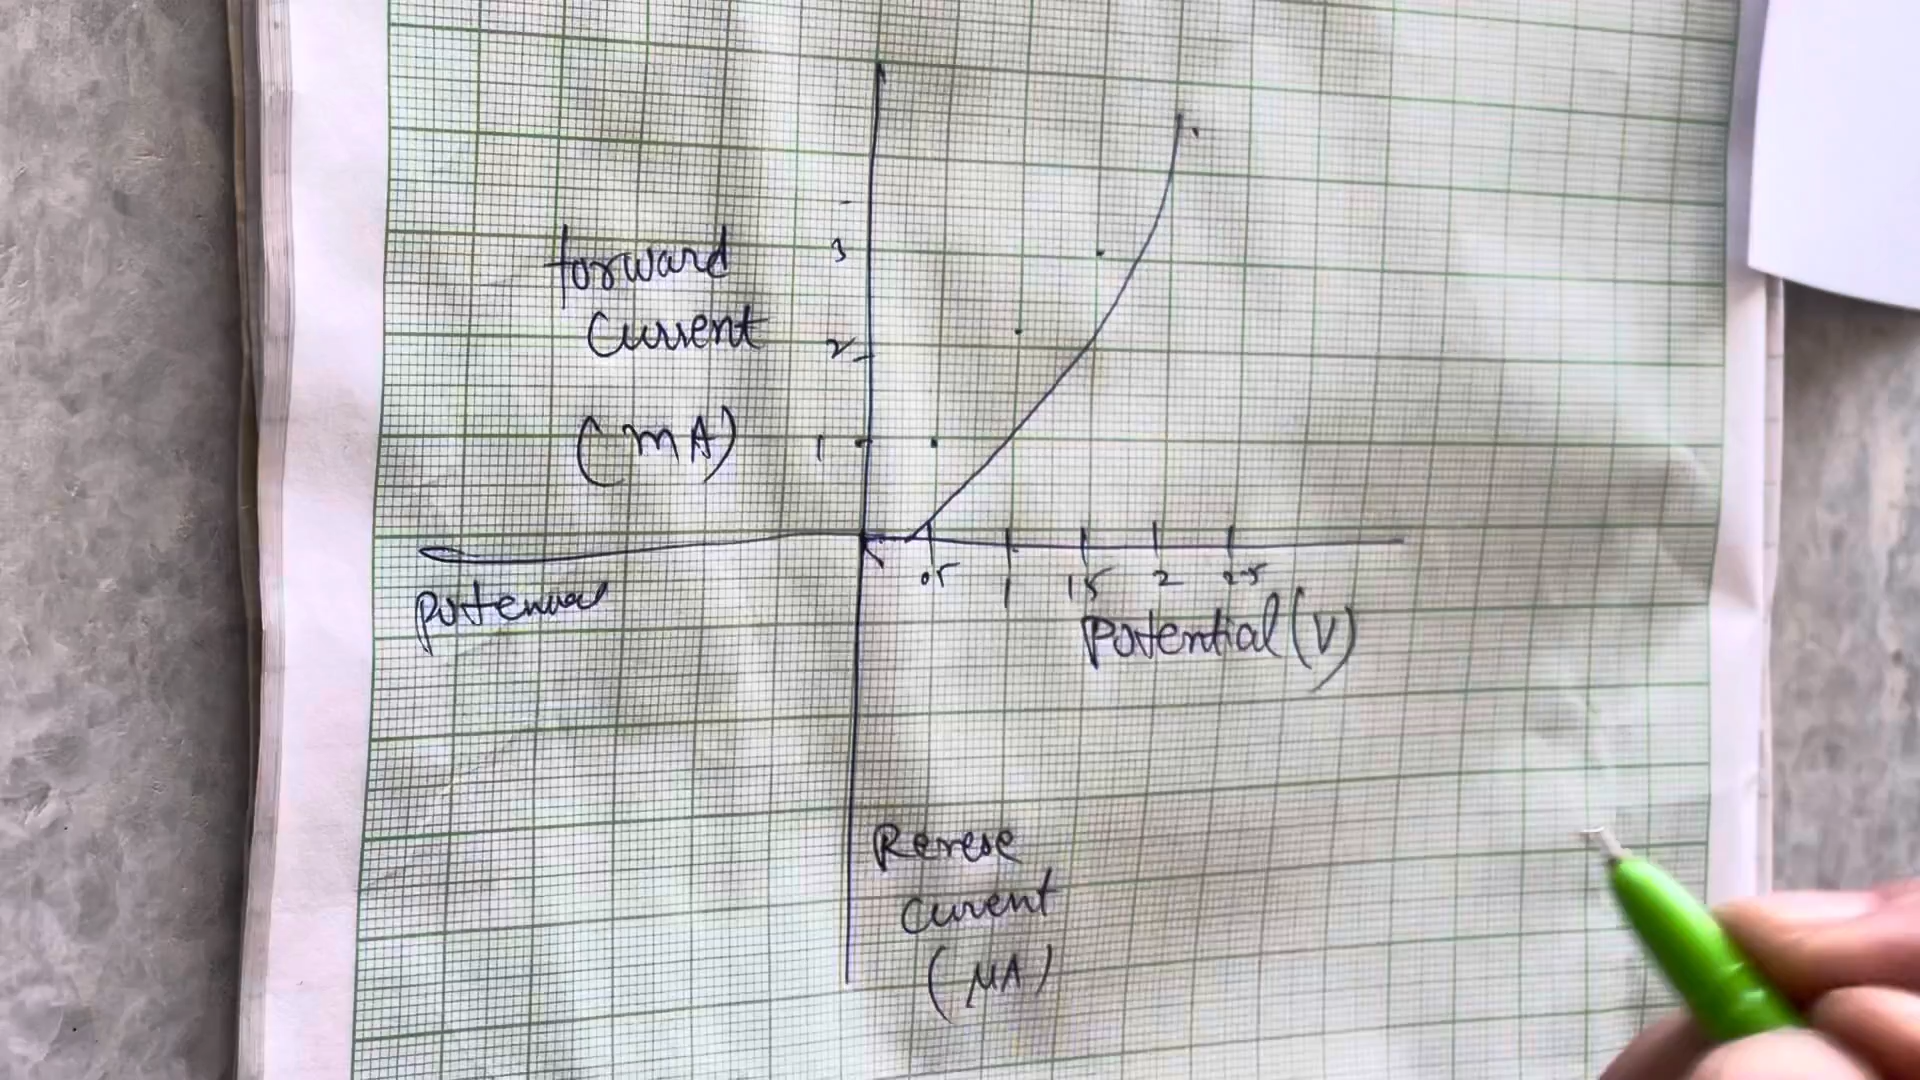 forward
3
Current
2
(mA)
1
0.5
1
1.5
2
2.5
Potential (V)
Reverse
current
(μA)